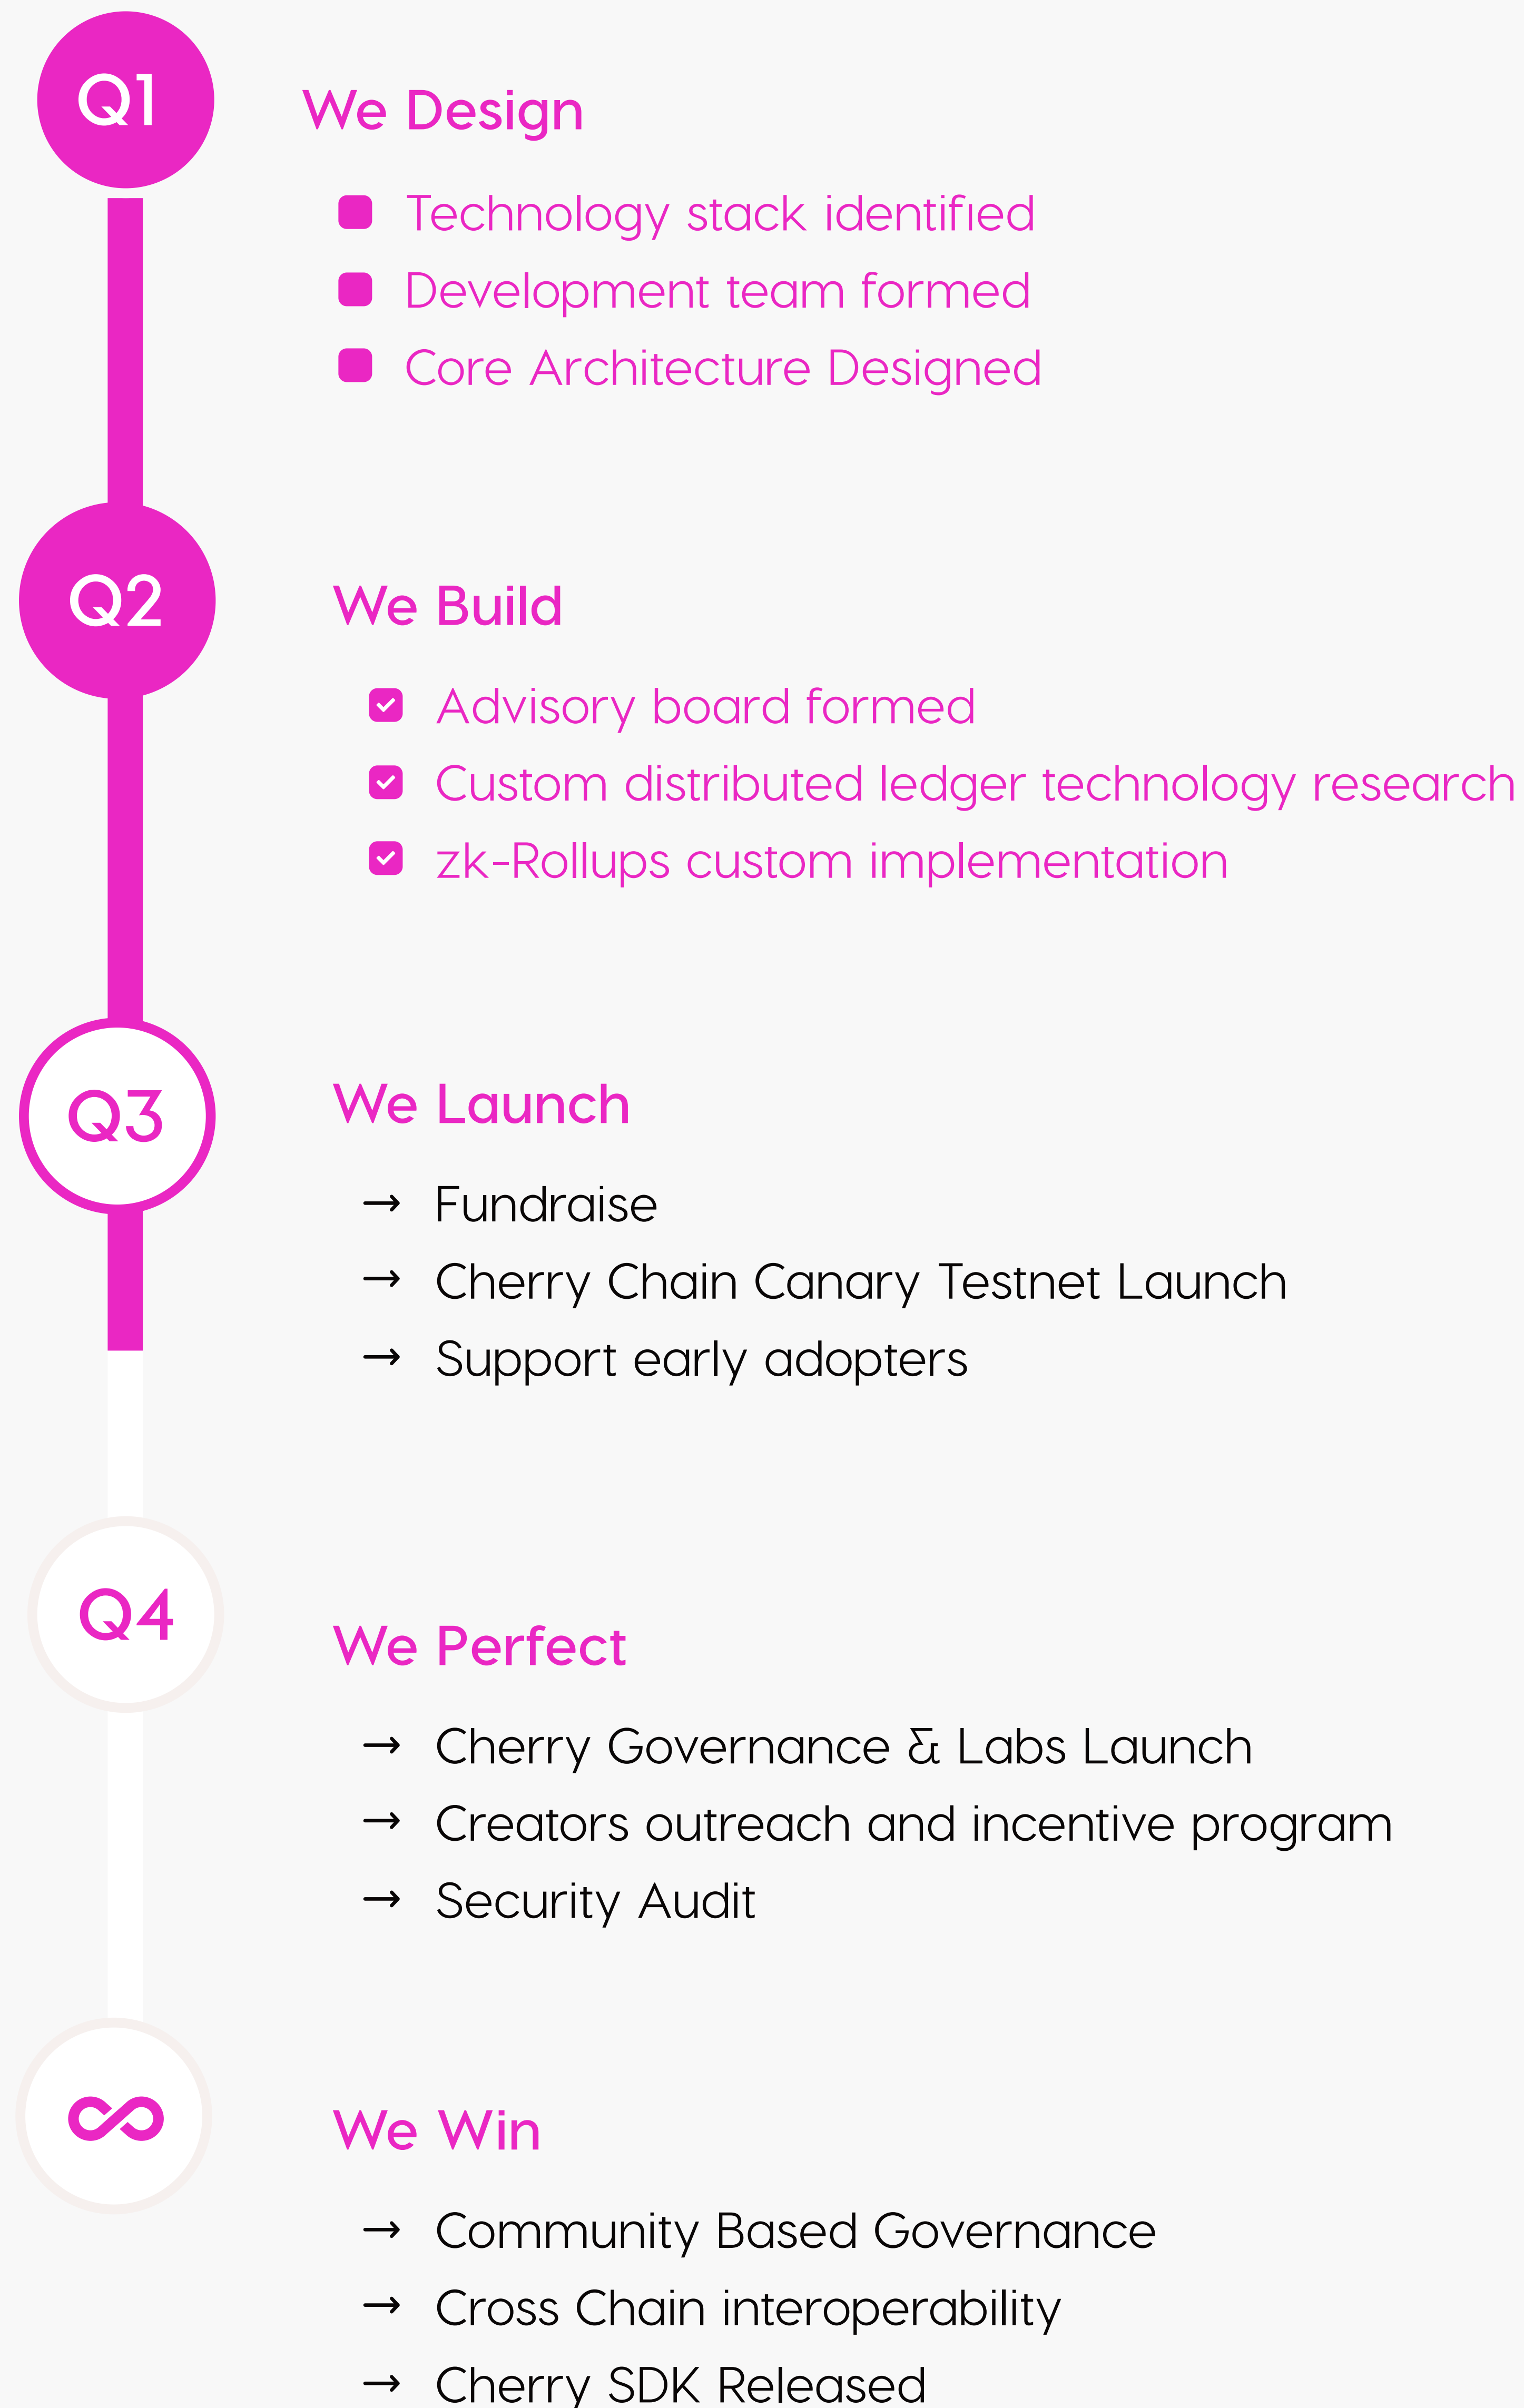 Q1
We Design
Technology stack identified
Development team formed
Core Architecture Designed
Q2
We Build
Advisory board formed
Custom distributed ledger technology research
zk-Rollups custom implementation
Q3
We Launch
→ Fundraise
→ Cherry Chain Canary Testnet Launch
→ Support early adopters
Q4
We Perfect
→ Cherry Governance & Labs Launch
→ Creators outreach and incentive program
→ Security Audit
∞
We Win
→ Community Based Governance
→ Cross Chain interoperability
→ Cherry SDK Released